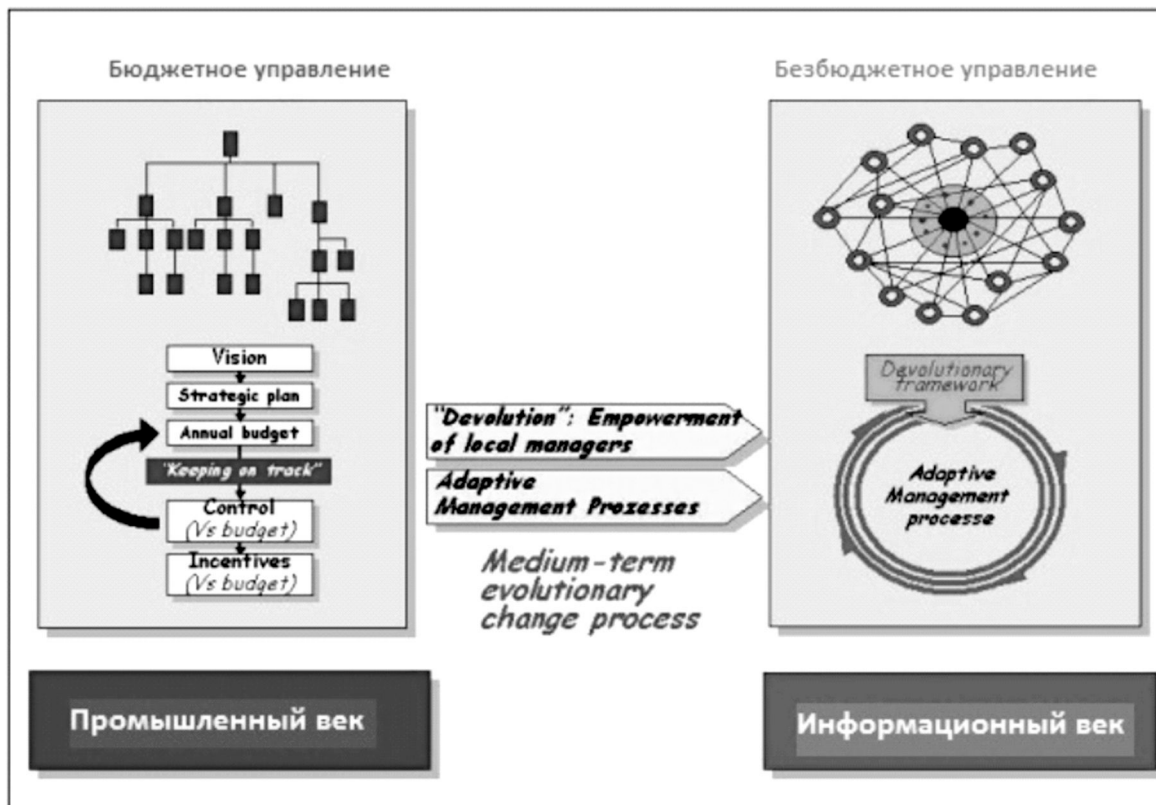 Бюджетное управление
Безбюджетное управление
Vision
Strategic plan
Annual budget
"Keeping on track"
Control
(Vs budget)
Incentives
(Vs budget)
"Devolution": Empowerment
of local managers
Adaptive
Management Prozesses
Medium-term
evolutionary
change process
Devolutionary
framework
Adaptive
Management
processe
Промышленный век
Информационный век